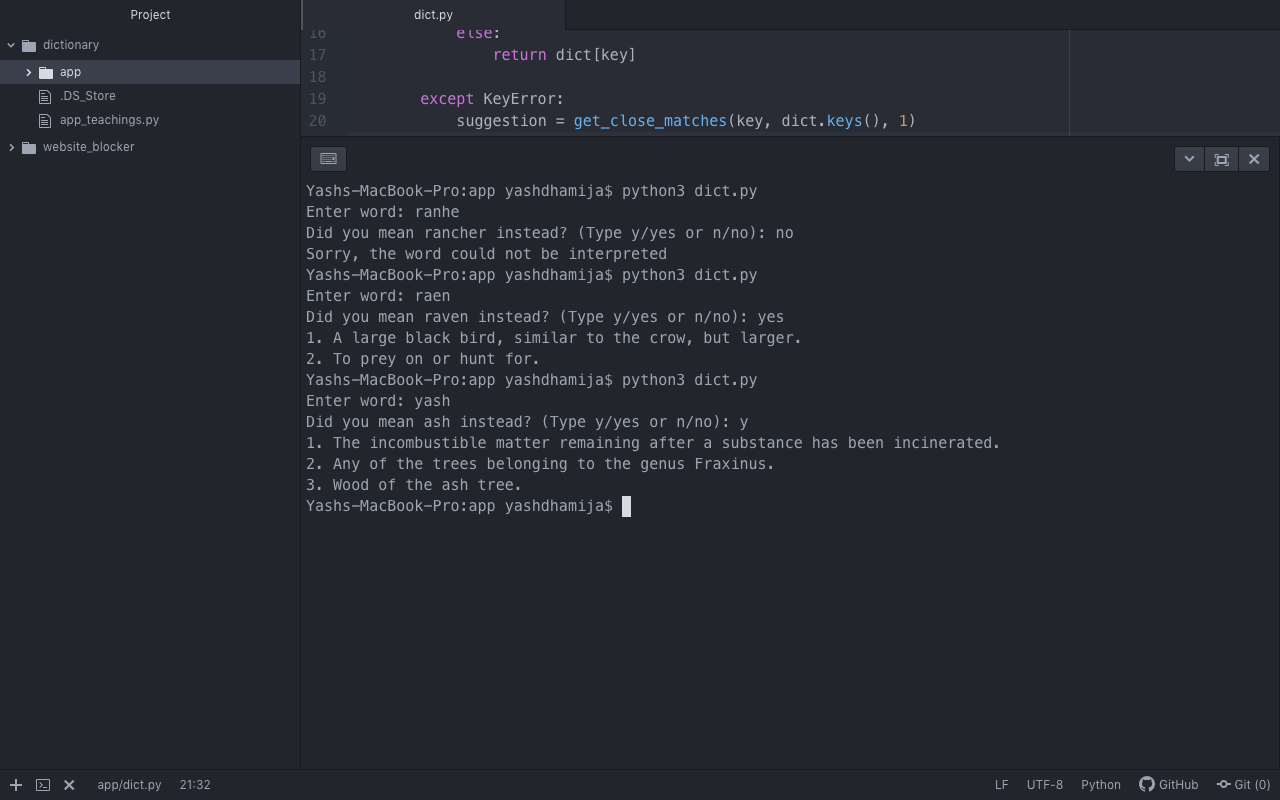 Project
dict.py
dictionary
app
.DS_Store
app_teachings.py
website_blocker
16 else:
17 return dict[key]
18
19 except KeyError:
20 suggestion = get_close_matches(key, dict.keys(), 1)
Yashs-MacBook-Pro:app yashdhamija$ python3 dict.py
Enter word: ranhe
Did you mean rancher instead? (Type y/yes or n/no): no
Sorry, the word could not be interpreted
Yashs-MacBook-Pro:app yashdhamija$ python3 dict.py
Enter word: raen
Did you mean raven instead? (Type y/yes or n/no): yes
1. A large black bird, similar to the crow, but larger.
2. To prey on or hunt for.
Yashs-MacBook-Pro:app yashdhamija$ python3 dict.py
Enter word: yash
Did you mean ash instead? (Type y/yes or n/no): y
1. The incombustible matter remaining after a substance has been incinerated.
2. Any of the trees belonging to the genus Fraxinus.
3. Wood of the ash tree.
Yashs-MacBook-Pro:app yashdhamija$
app/dict.py 21:32 LF UTF-8 Python GitHub Git (0)